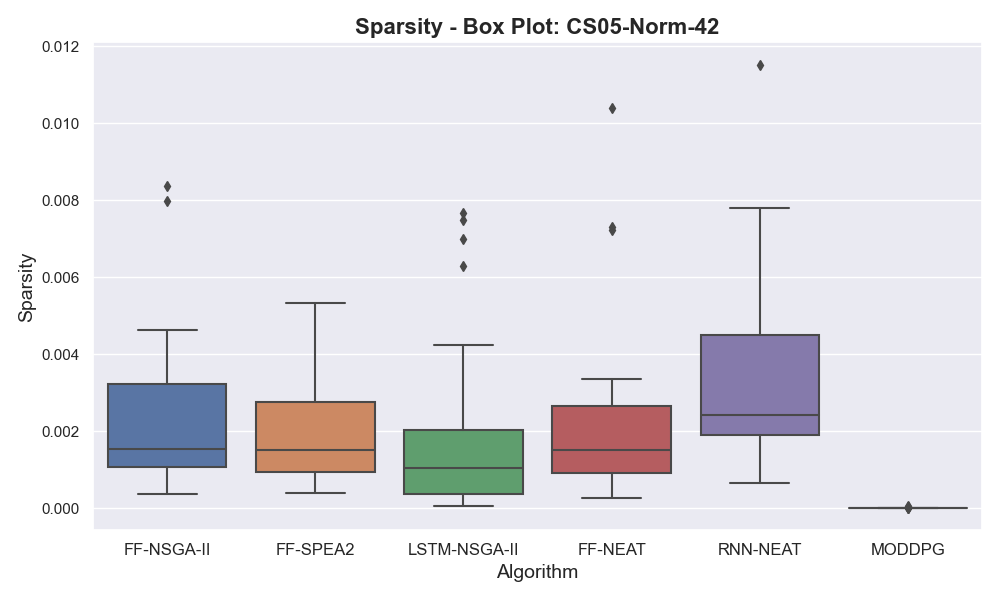 Sparsity - Box Plot: CS05-Norm-42
0.012
0.010
0.008
0.006
0.004
0.002
0.000
Sparsity
FF-NSGA-II FF-SPEA2 LSTM-NSGA-II FF-NEAT RNN-NEAT MODDPG
Algorithm